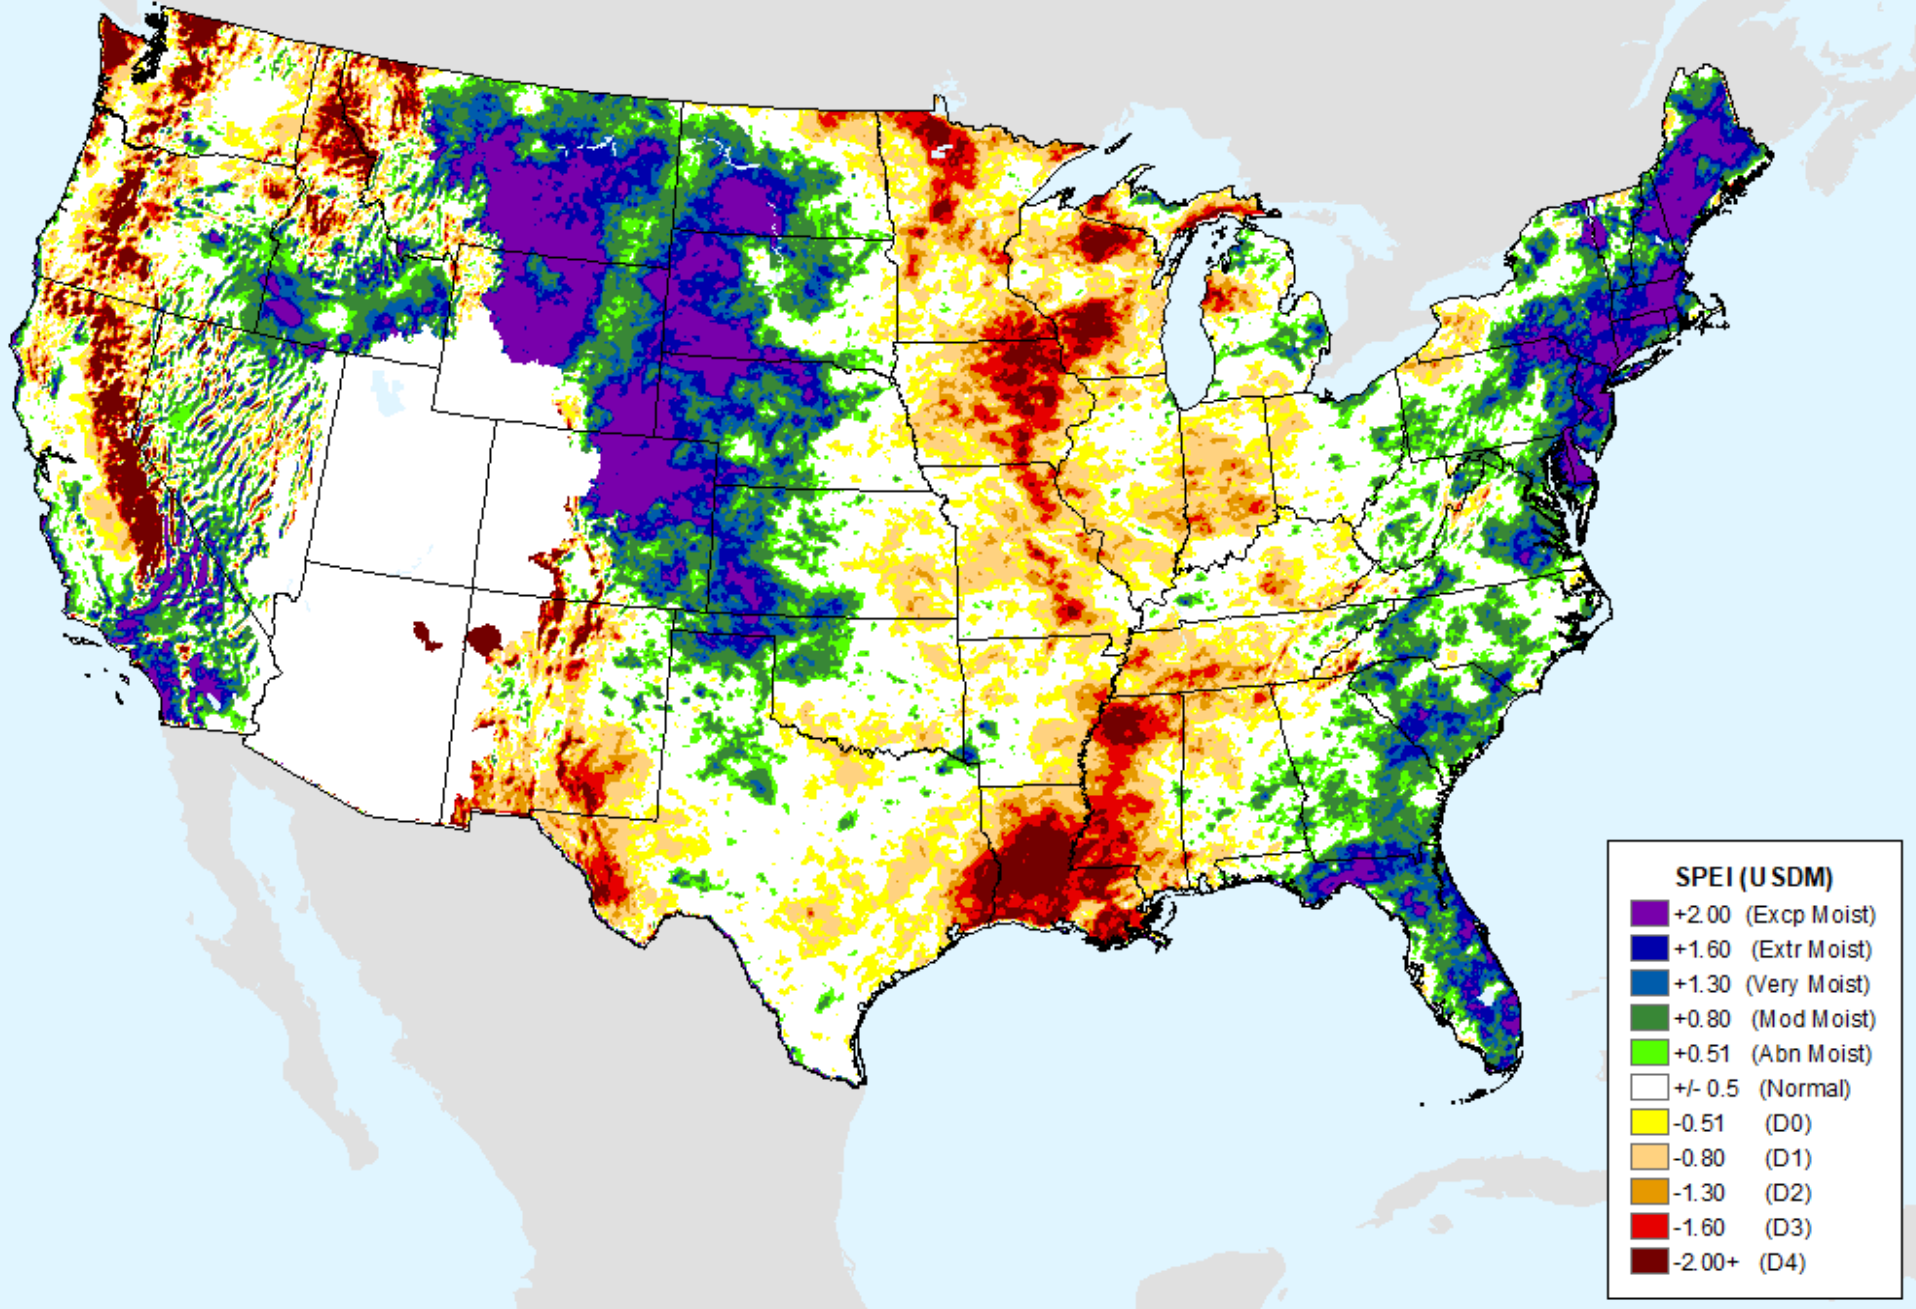 SPEI (USDM)
+2.00 (Excp Moist)
+1.60 (Extr Moist)
+1.30 (Very Moist)
+0.80 (Mod Moist)
+0.51 (Abn Moist)
+/- 0.5 (Normal)
-0.51 (D0)
-0.80 (D1)
-1.30 (D2)
-1.60 (D3)
-2.00+ (D4)